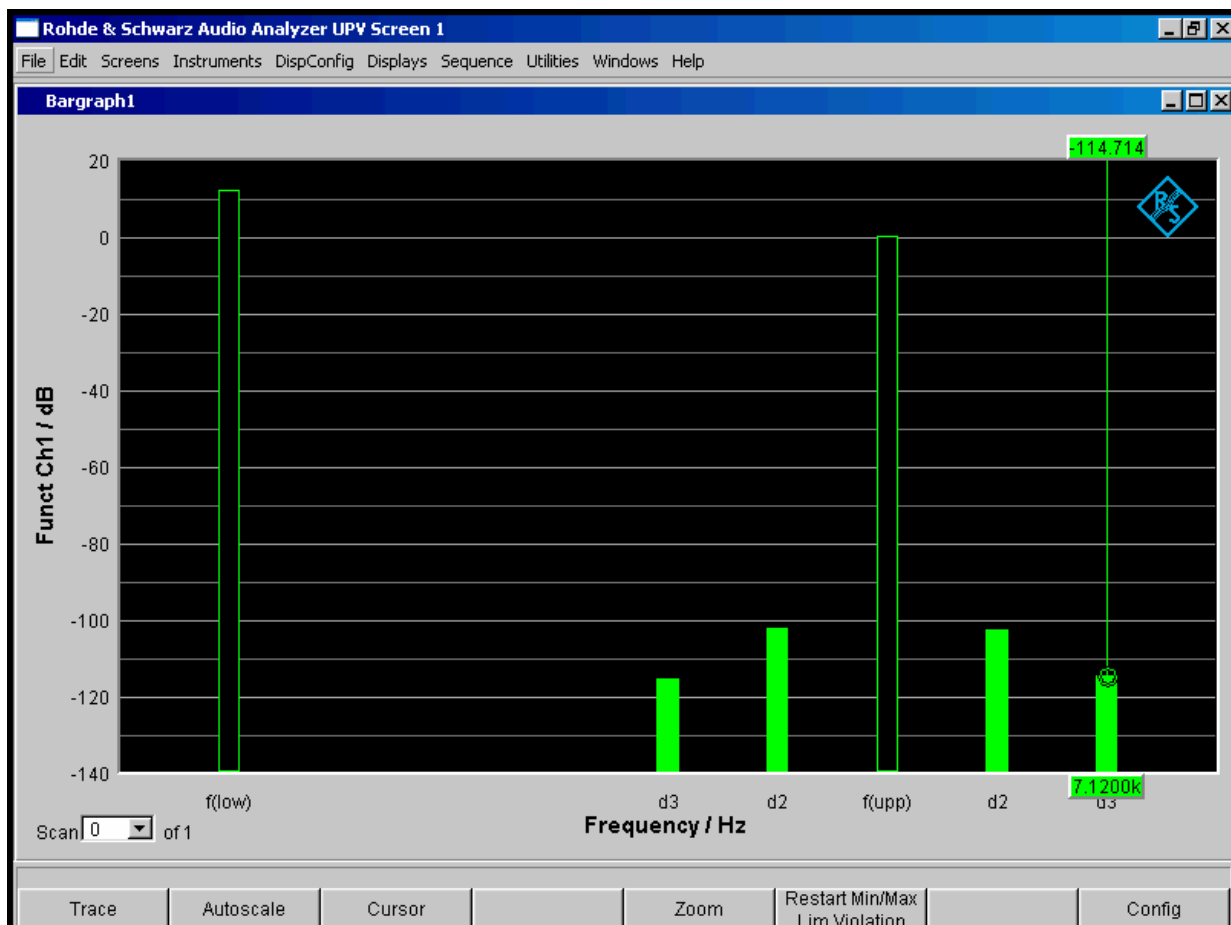 Rohde & Schwarz Audio Analyzer UPV Screen 1
File Edit Screens Instruments DispConfig Displays Sequence Utilities Windows Help
Bargraph1
-114.714
20
0
-20
-40
-60
-80
-100
-120
-140
Funct Ch1 / dB
R
S
f(low) d3 d2 f(upp) d2 d3
7.1200k
Frequency / Hz
Scan 0 of 1
Trace Autoscale Cursor Zoom Restart Min/Max Config
Lim Violation